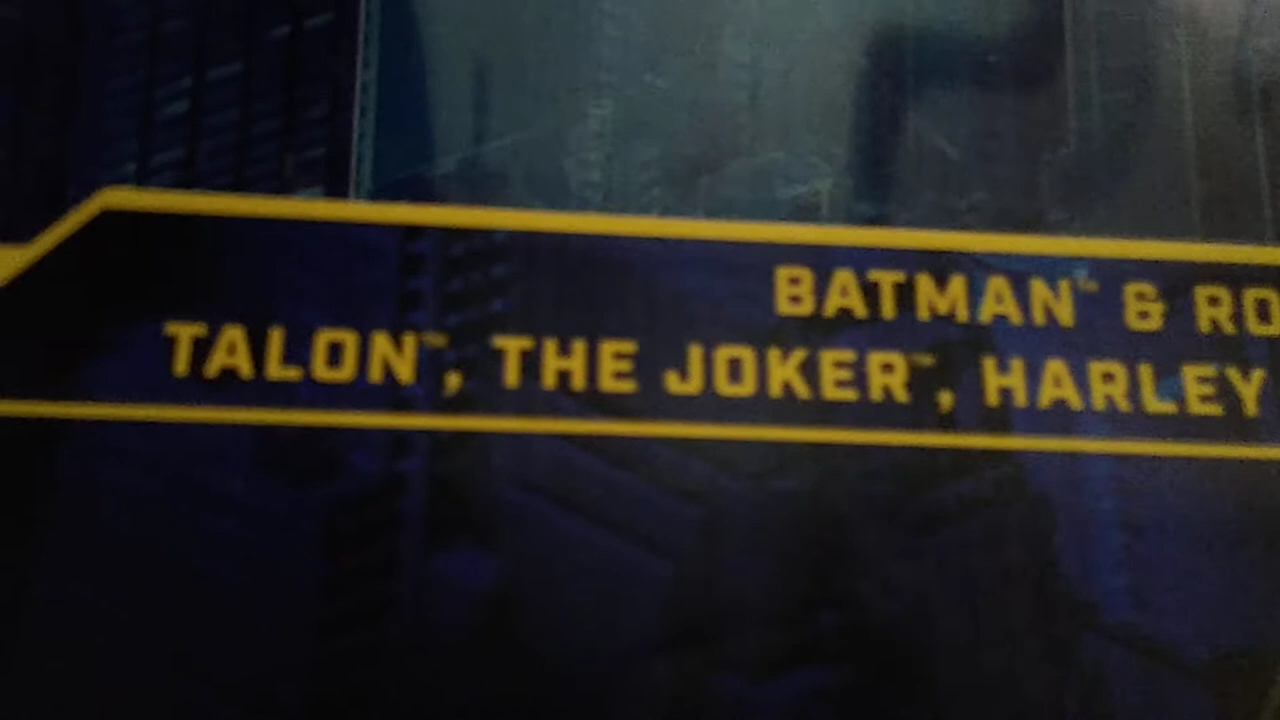 BATMAN™ & RO
TALON™, THE JOKER™, HARLEY